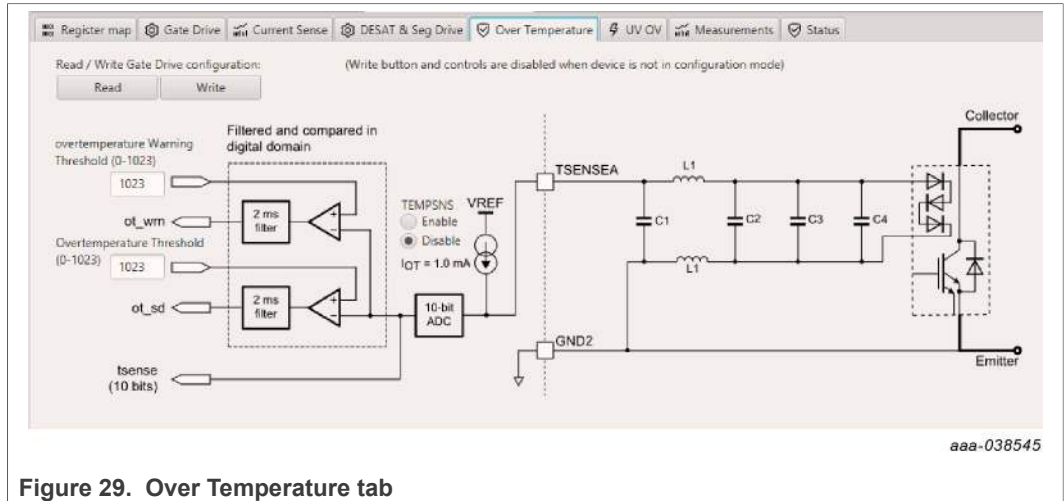 Register map Gate Drive Current Sense DESAT & Seg Drive Over Temperature UV OV Measurements Status
Read / Write Gate Drive configuration: (Write button and controls are disabled when device is not in configuration mode)
Read Write
Collector
Filtered and compared in
digital domain
overtemperature Warning
Threshold (0-1023)
1023
TSENSEA
L1
TEMPSNS VREF
Enable
Disable
IOT = 1.0 mA
ot_wrn
2 ms
filter
+
−
C1 C2 C3 C4
Overtemperature Threshold
(0-1023)
1023
L1
ot_sd
2 ms
filter
+
−
10-bit
ADC
GND2
Emitter
tsense
(10 bits)
aaa-038545
Figure 29. Over Temperature tab